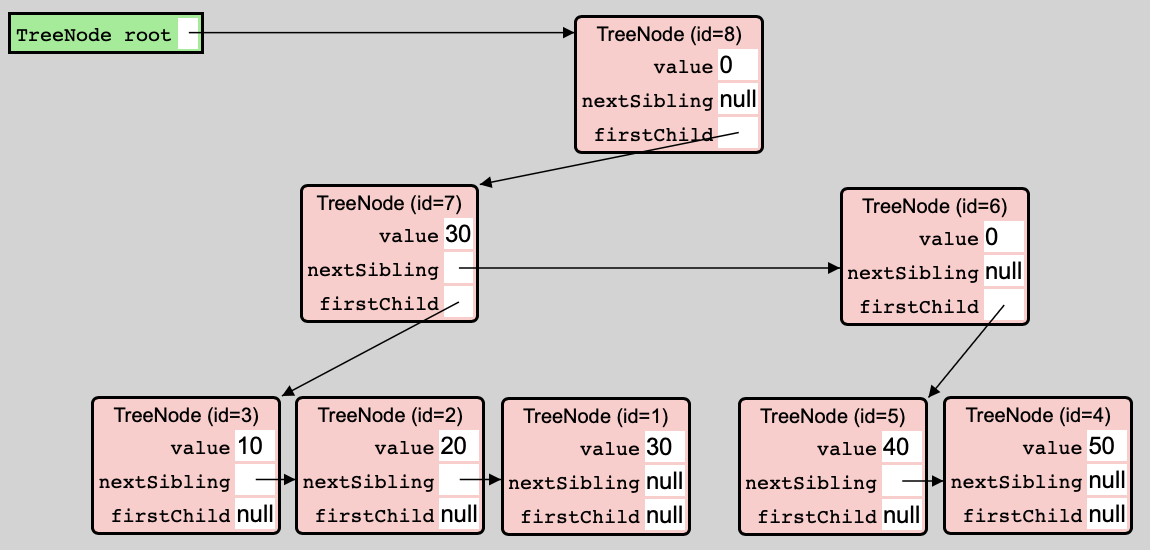 TreeNode root
TreeNode (id=8)
value 0
nextSibling null
firstChild
TreeNode (id=7)
value 30
nextSibling
firstChild
TreeNode (id=6)
value 0
nextSibling null
firstChild
TreeNode (id=3)
value 10
nextSibling
firstChild null
TreeNode (id=2)
value 20
nextSibling
firstChild null
TreeNode (id=1)
value 30
nextSibling null
firstChild null
TreeNode (id=5)
value 40
nextSibling
firstChild null
TreeNode (id=4)
value 50
nextSibling null
firstChild null